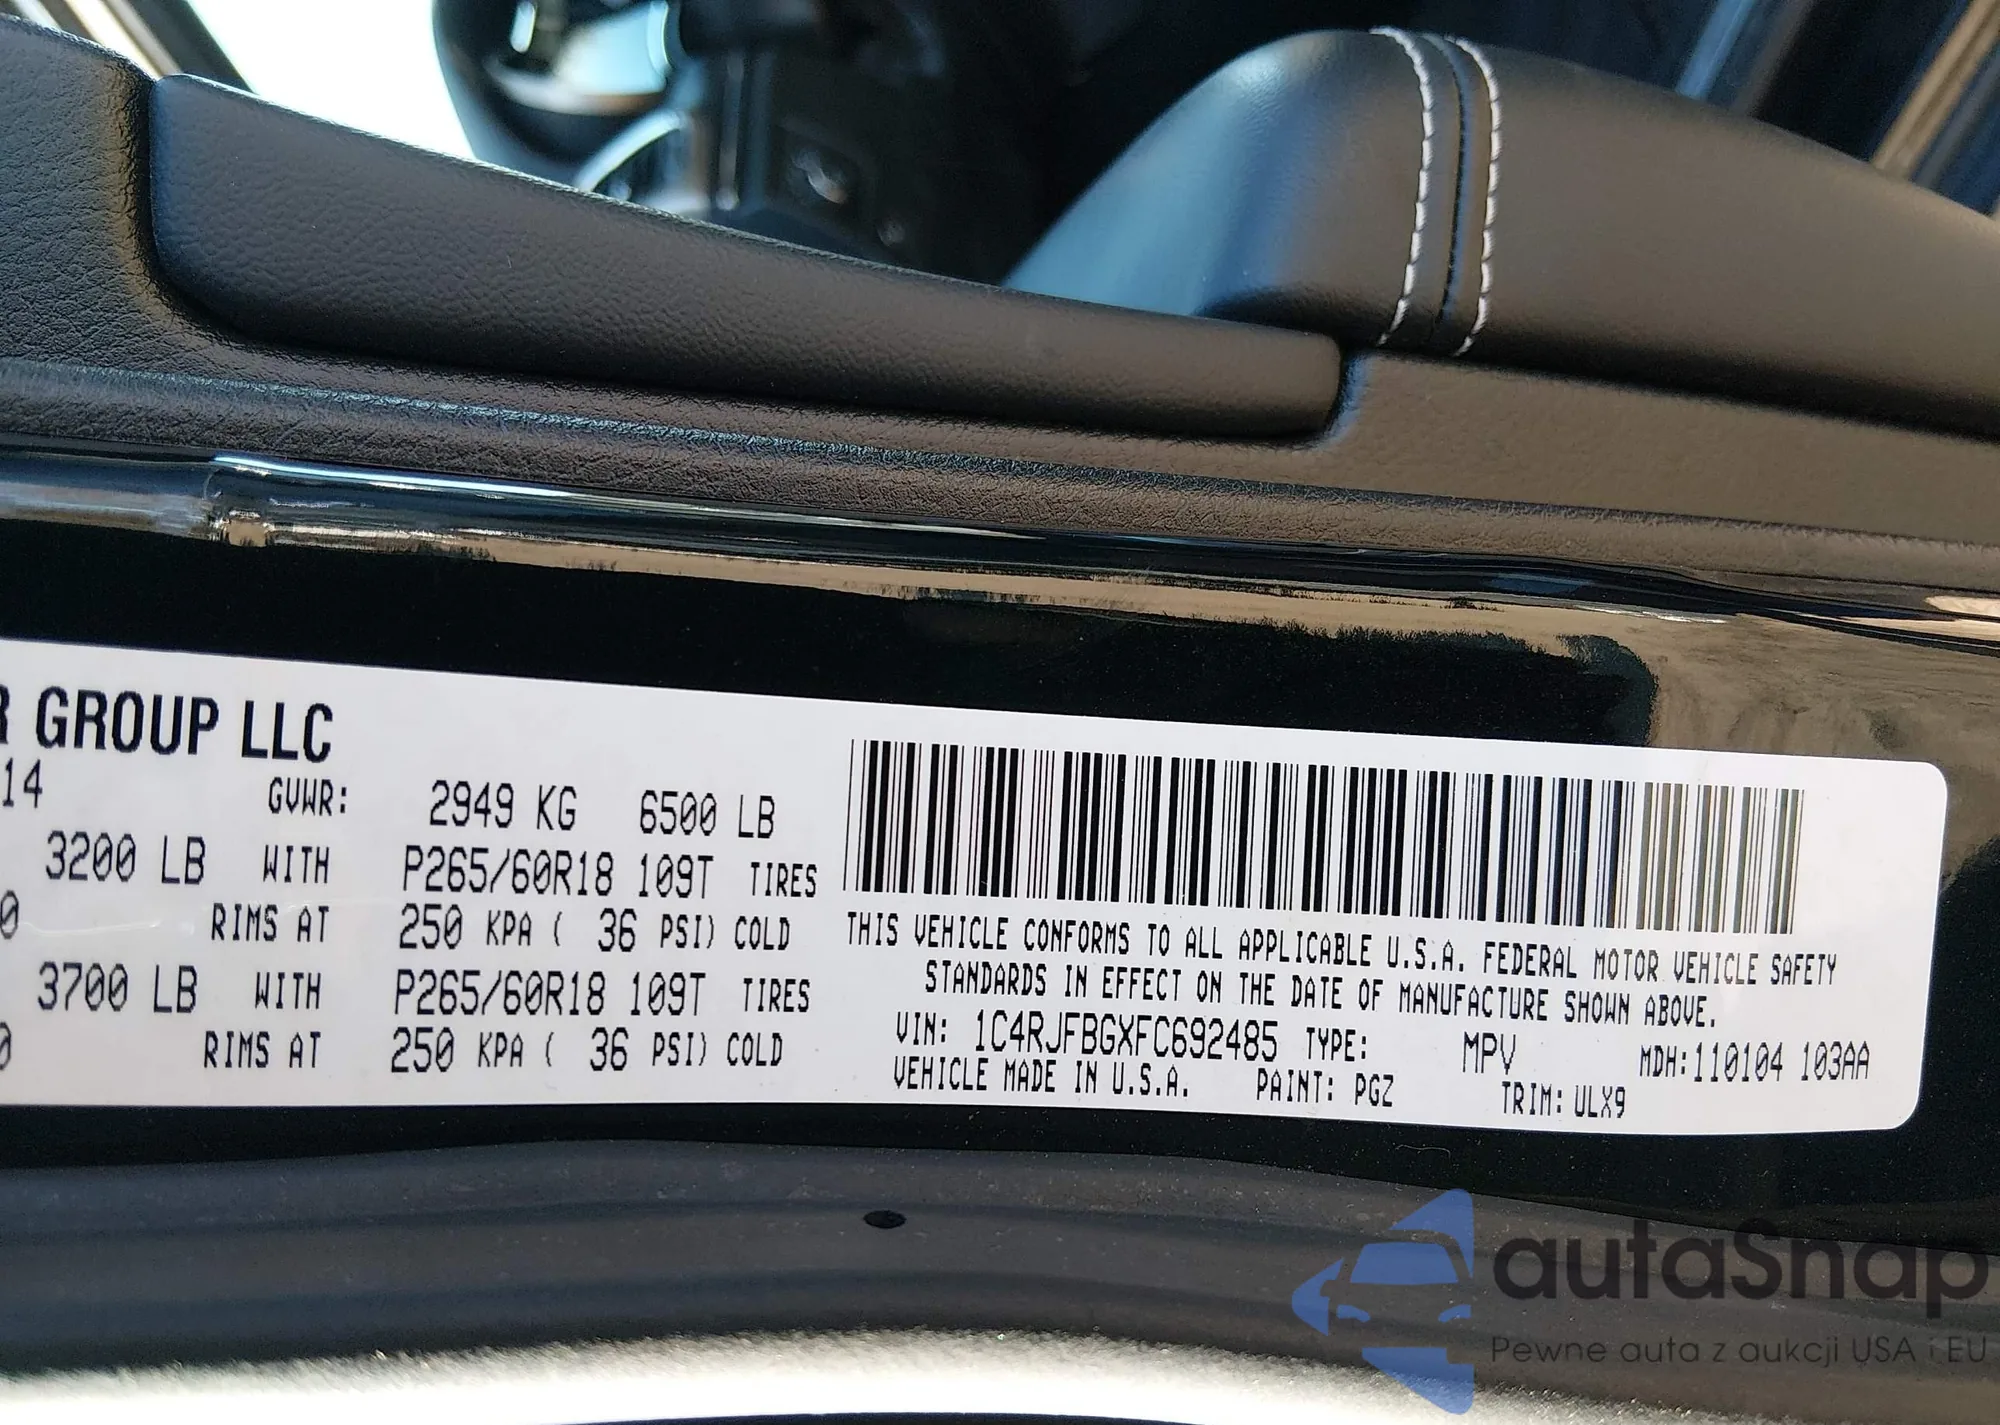 R GROUP LLC
14 GVWR: 2949 KG 6500 LB
3200 LB WITH P265/60R18 109T TIRES
0 RIMS AT 250 KPA ( 36 PSI) COLD
3700 LB WITH P265/60R18 109T TIRES
0 RIMS AT 250 KPA ( 36 PSI) COLD
THIS VEHICLE CONFORMS TO ALL APPLICABLE U.S.A. FEDERAL MOTOR VEHICLE SAFETY
STANDARDS IN EFFECT ON THE DATE OF MANUFACTURE SHOWN ABOVE.
VIN: 1C4RJFBGXFC692485 TYPE: MPV MDH:110104 103AA
VEHICLE MADE IN U.S.A. PAINT: PGZ TRIM: ULX9
autaSnap
Pewne auta z aukcji USA i EU